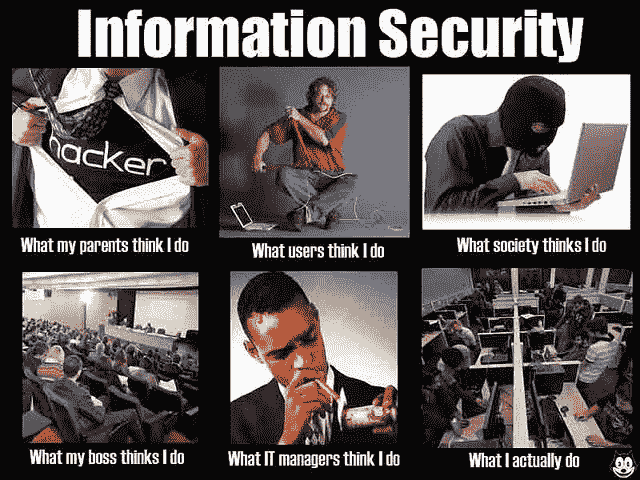 Information Security
hacker
What my parents think I do
What users think I do
What society thinks I do
What my boss thinks I do
What IT managers think I do
What I actually do